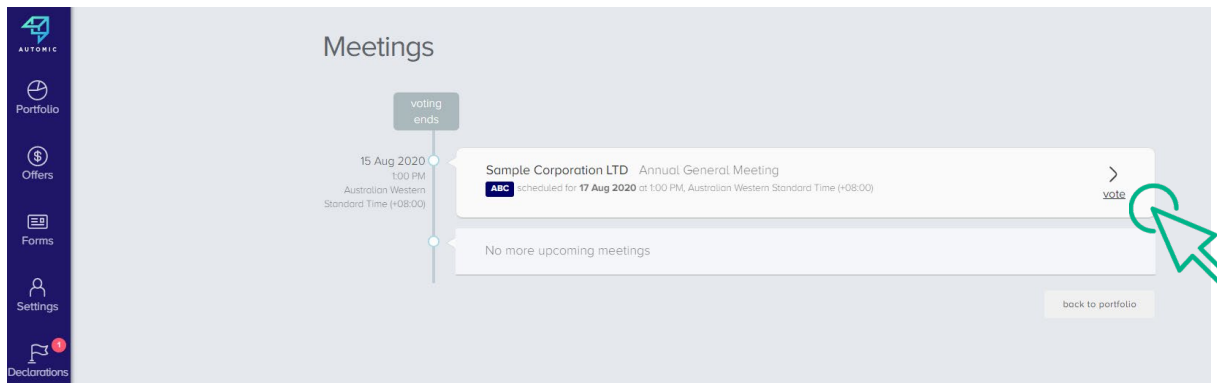 AUTOMIC
Portfolio
Offers
Forms
Settings
1
Declarations
Meetings
voting
ends
15 Aug 2020
1:00 PM
Australian Western
Standard Time (+08:00)
Sample Corporation LTD Annual General Meeting
ABC scheduled for 17 Aug 2020 at 1:00 PM, Australian Western Standard Time (+08:00)
vote
No more upcoming meetings
back to portfolio